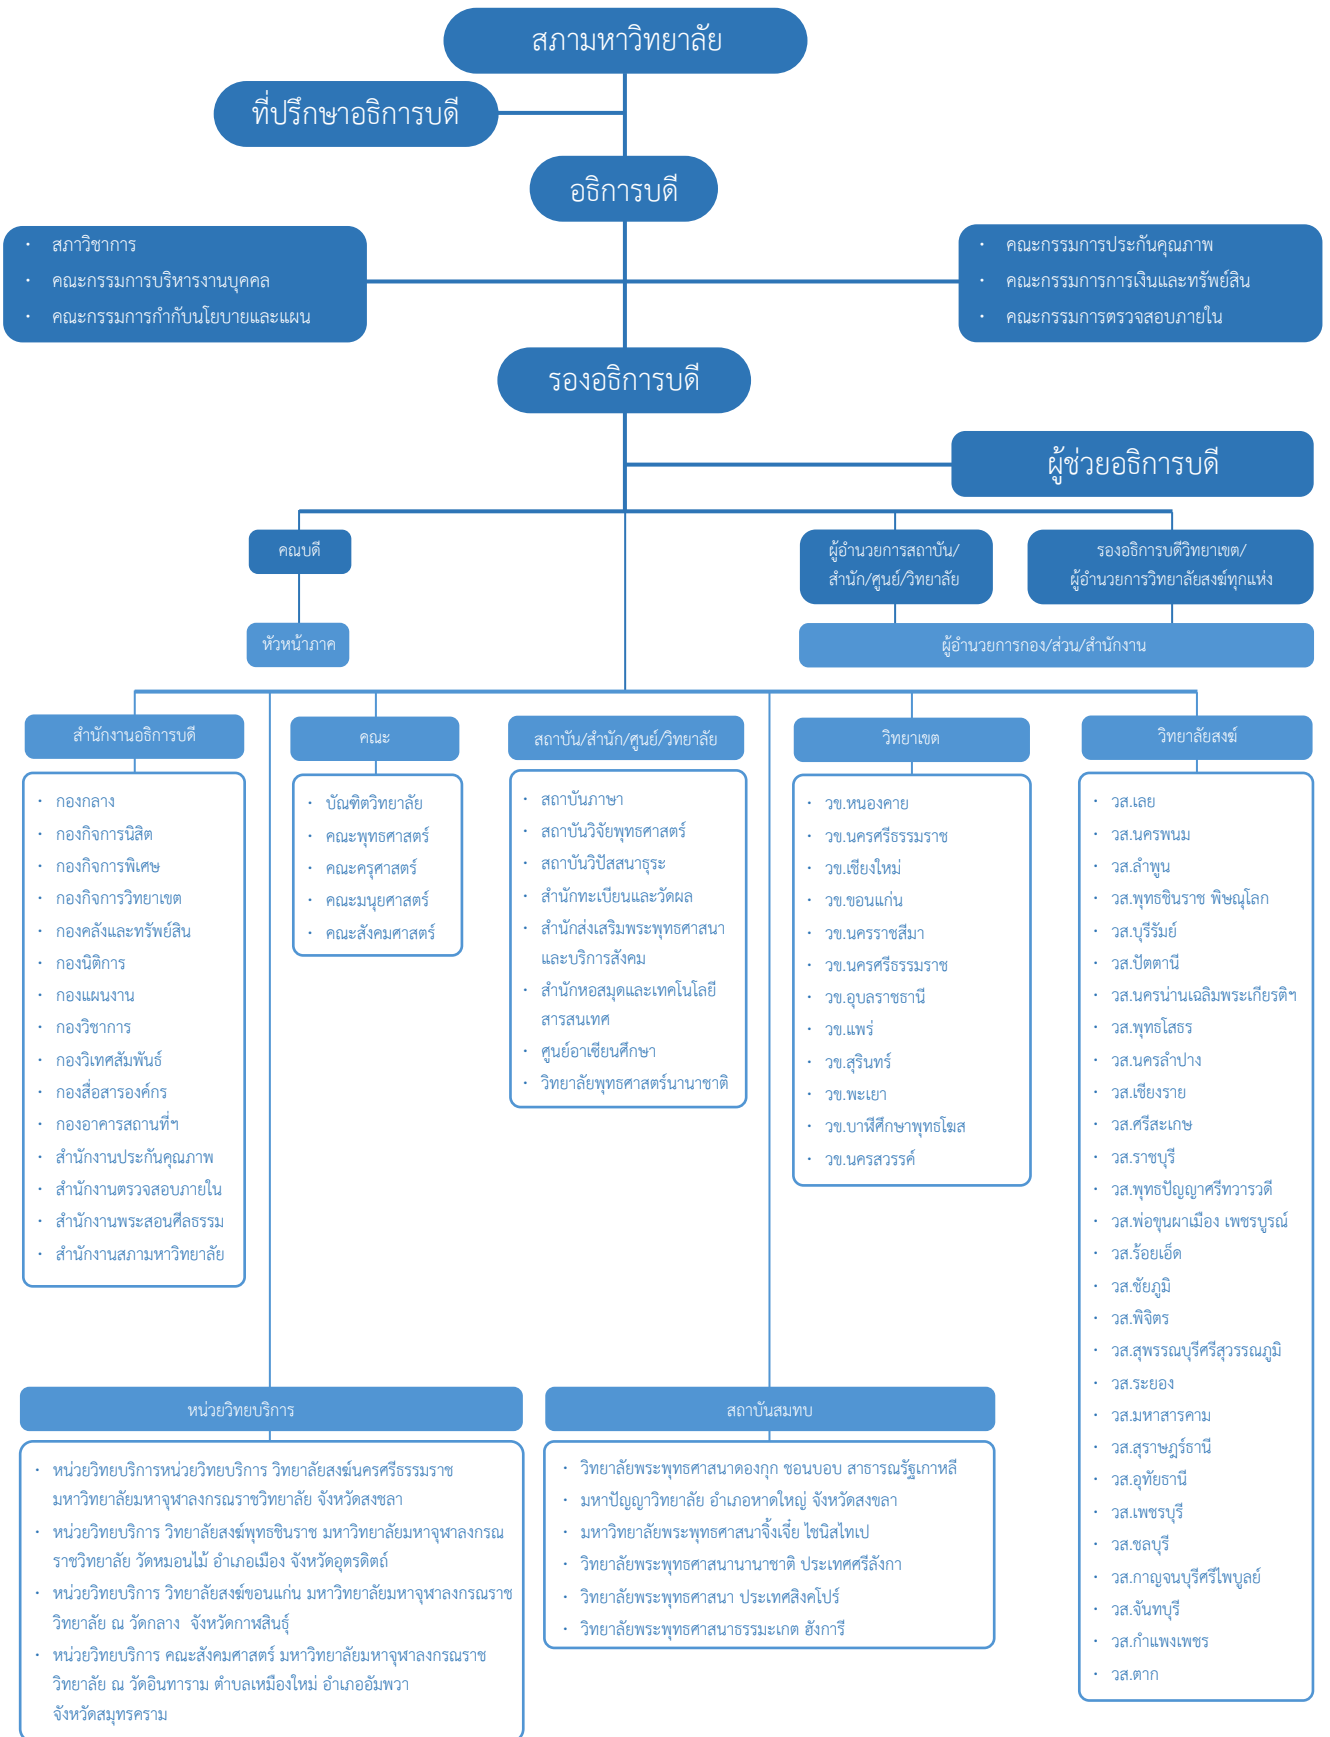 สภามหาวิทยาลัย
ที่ปรึกษาอธิการบดี
อธิการบดี
· สภาวิชาการ
· คณะกรรมการบริหารงานบุคคล
· คณะกรรมการกำกับนโยบายและแผน
· คณะกรรมการประกันคุณภาพ
· คณะกรรมการการเงินและทรัพย์สิน
· คณะกรรมการตรวจสอบภายใน
รองอธิการบดี
ผู้ช่วยอธิการบดี
คณบดี
ผู้อำนวยการสถาบัน/
สำนัก/ศูนย์/วิทยาลัย
รองอธิการบดีวิทยาเขต/
ผู้อำนวยการวิทยาลัยสงฆ์ทุกแห่ง
หัวหน้าภาค
ผู้อำนวยการกอง/ส่วน/สำนักงาน
สำนักงานอธิการบดี
· กองกลาง
· กองกิจการนิสิต
· กองกิจการพิเศษ
· กองกิจการวิทยาเขต
· กองคลังและทรัพย์สิน
· กองนิติการ
· กองแผนงาน
· กองวิชาการ
· กองวิเทศสัมพันธ์
· กองสื่อสารองค์กร
· กองอาคารสถานที่ฯ
· สำนักงานประกันคุณภาพ
· สำนักงานตรวจสอบภายใน
· สำนักงานพระสอนศีลธรรม
· สำนักงานสภามหาวิทยาลัย
คณะ
· บัณฑิตวิทยาลัย
· คณะพุทธศาสตร์
· คณะครุศาสตร์
· คณะมนุยศาสตร์
· คณะสังคมศาสตร์
สถาบัน/สำนัก/ศูนย์/วิทยาลัย
· สถาบันภาษา
· สถาบันวิจัยพุทธศาสตร์
· สถาบันวิปัสสนาธุระ
· สำนักทะเบียนและวัดผล
· สำนักส่งเสริมพระพุทธศาสนา
และบริการสังคม
· สำนักหอสมุดและเทคโนโลยี
สารสนเทศ
· ศูนย์อาเซียนศึกษา
· วิทยาลัยพุทธศาสตร์นานาชาติ
วิทยาเขต
· วข.หนองคาย
· วข.นครศรีธรรมราช
· วข.เชียงใหม่
· วข.ขอนแก่น
· วข.นครราชสีมา
· วข.นครศรีธรรมราช
· วข.อุบลราชธานี
· วข.แพร่
· วข.สุรินทร์
· วข.พะเยา
· วข.บาฬีศึกษาพุทธโฆส
· วข.นครสวรรค์
วิทยาลัยสงฆ์
· วส.เลย
· วส.นครพนม
· วส.ลำพูน
· วส.พุทธชินราช พิษณุโลก
· วส.บุรีรัมย์
· วส.ปัตตานี
· วส.นครน่านเฉลิมพระเกียรติฯ
· วส.พุทธโสธร
· วส.นครลำปาง
· วส.เชียงราย
· วส.ศรีสะเกษ
· วส.ราชบุรี
· วส.พุทธปัญญาศรีทวารวดี
· วส.พ่อขุนผาเมือง เพชรบูรณ์
· วส.ร้อยเอ็ด
· วส.ชัยภูมิ
· วส.พิจิตร
· วส.สุพรรณบุรีศรีสุวรรณภูมิ
· วส.ระยอง
· วส.มหาสารคาม
· วส.สุราษฎร์ธานี
· วส.อุทัยธานี
· วส.เพชรบุรี
· วส.ชลบุรี
· วส.กาญจนบุรีศรีไพบูลย์
· วส.จันทบุรี
· วส.กำแพงเพชร
· วส.ตาก
หน่วยวิทยบริการ
· หน่วยวิทยบริการหน่วยวิทยบริการ วิทยาลัยสงฆ์นครศรีธรรมราช
มหาวิทยาลัยมหาจุฬาลงกรณราชวิทยาลัย จังหวัดสงชลา
· หน่วยวิทยบริการ วิทยาลัยสงฆ์พุทธชินราช มหาวิทยาลัยมหาจุฬาลงกรณ
ราชวิทยาลัย วัดหมอนไม้ อำเภอเมือง จังหวัดอุตรดิตถ์
· หน่วยวิทยบริการ วิทยาลัยสงฆ์ขอนแก่น มหาวิทยาลัยมหาจุฬาลงกรณราช
วิทยาลัย ณ วัดกลาง จังหวัดกาฬสินธุ์
· หน่วยวิทยบริการ คณะสังคมศาสตร์ มหาวิทยาลัยมหาจุฬาลงกรณราช
วิทยาลัย ณ วัดอินทาราม ตำบลเหมืองใหม่ อำเภออัมพวา
จังหวัดสมุทรคราม
สถาบันสมทบ
· วิทยาลัยพระพุทธศาสนาดองกุก ชอนบอบ สาธารณรัฐเกาหลี
· มหาปัญญาวิทยาลัย อำเภอหาดใหญ่ จังหวัดสงขลา
· มหาวิทยาลัยพระพุทธศาสนาจิ้งเจี๋ย ไชนิสไทเป
· วิทยาลัยพระพุทธศาสนานานาชาติ ประเทศศรีลังกา
· วิทยาลัยพระพุทธศาสนา ประเทศสิงคโปร์
· วิทยาลัยพระพุทธศาสนาธรรมะเกต ฮังการี